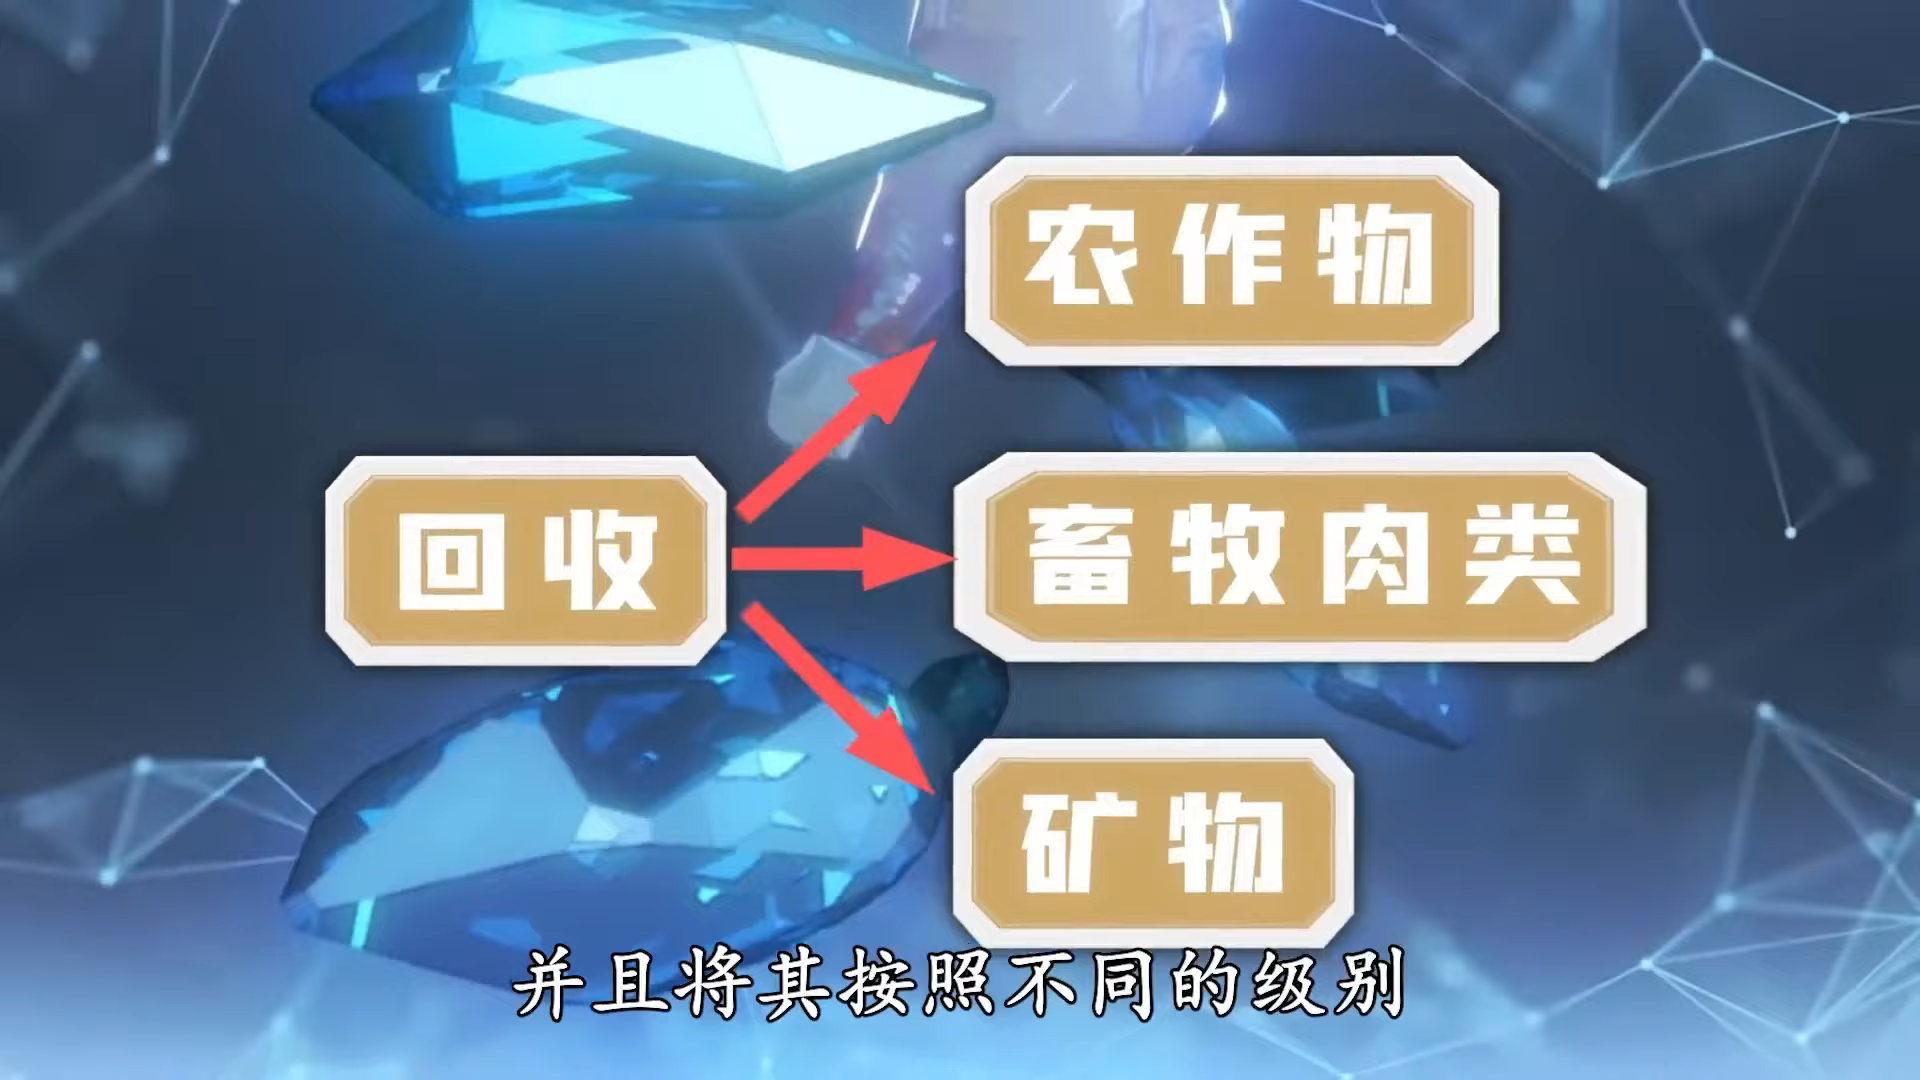 农作物
回收
畜牧肉类
矿物
并且将其按照不同的级别